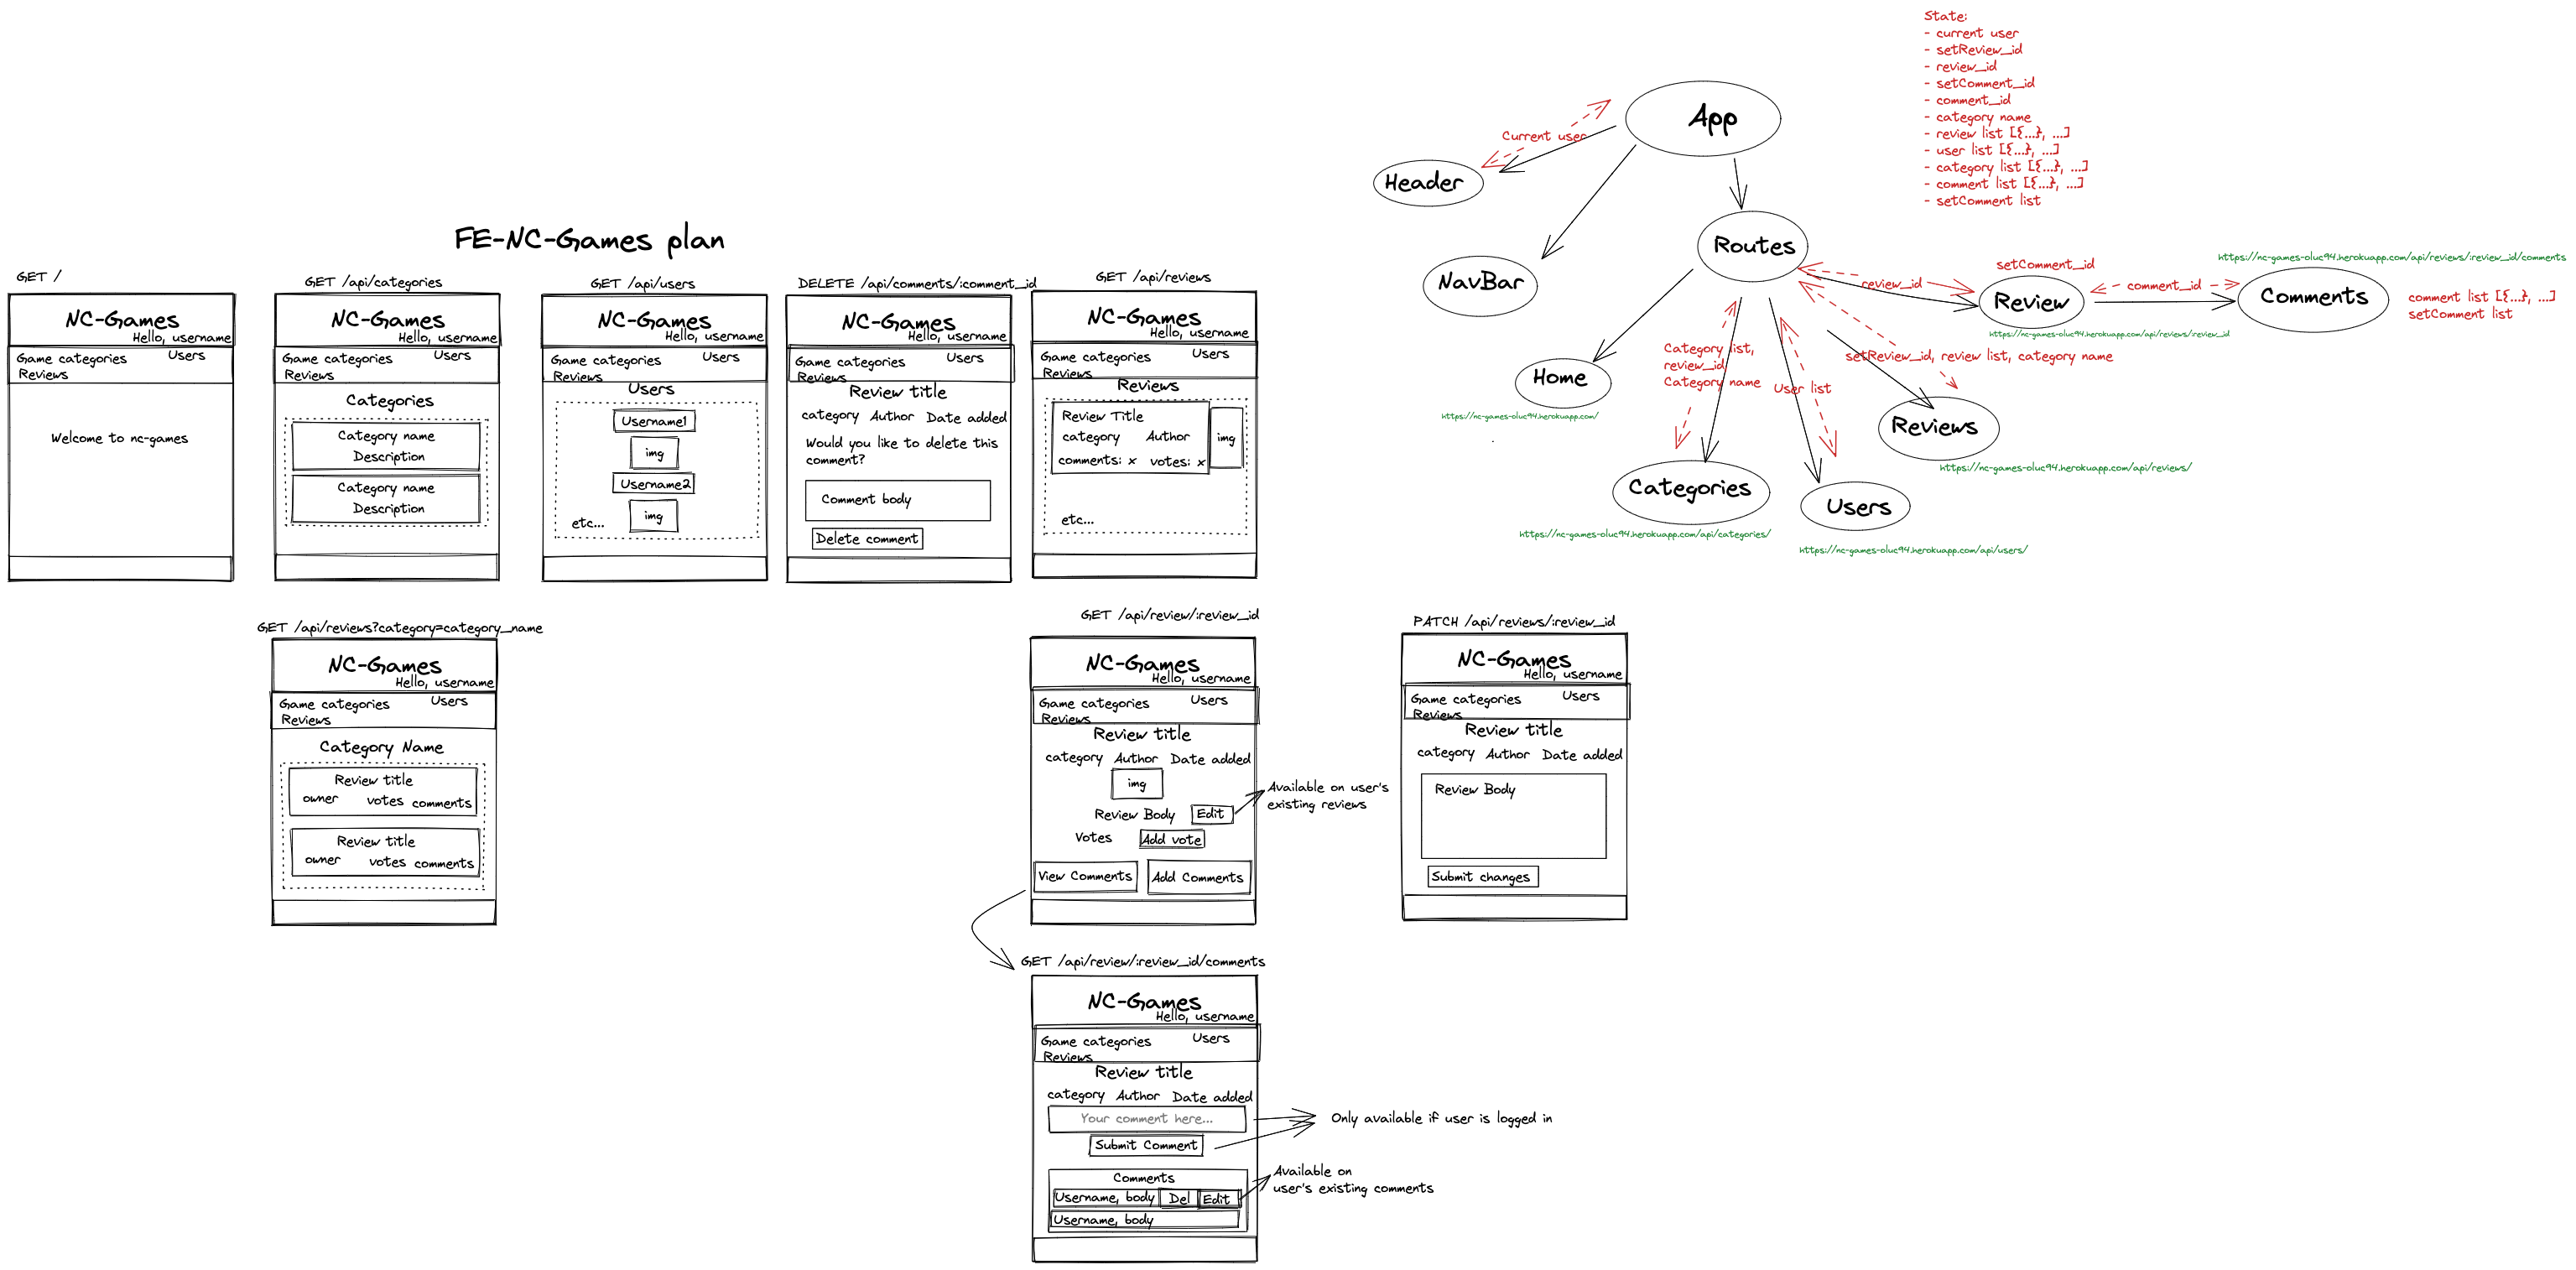 FE-NC-Games plan
GET /
NC-Games
Hello, username
Game categories
Users
Reviews
Welcome to nc-games
GET /api/categories
NC-Games
Hello, username
Game categories
Users
Reviews
Categories
Category name
Description
Category name
Description
GET /api/users
NC-Games
Hello, username
Game categories
Users
Reviews
Users
Username1
img
Username2
img
etc...
DELETE /api/comments/:comment_id
NC-Games
Hello, username
Game categories
Users
Reviews
Review title
category Author Date added
Would you like to delete this
comment?
Comment body
Delete comment
GET /api/reviews
NC-Games
Hello, username
Game categories
Users
Reviews
Reviews
Review Title
category Author
comments: x votes: x
img
etc...
GET /api/reviews?category=category_name
NC-Games
Hello, username
Game categories
Users
Reviews
Category Name
Review title
owner votes comments
Review title
owner votes comments
GET /api/review/:review_id
NC-Games
Hello, username
Game categories
Users
Reviews
Review title
category Author Date added
img
Review Body
Edit
Available on user's
existing reviews
Votes
Add vote
View Comments
Add Comments
PATCH /api/reviews/:review_id
NC-Games
Hello, username
Game categories
Users
Reviews
Review title
category Author Date added
Review Body
Submit changes
GET /api/review/:review_id/comments
NC-Games
Hello, username
Game categories
Users
Reviews
Review title
category Author Date added
Your comment here...
Submit Comment
Only available if user is logged in
Comments
Username, body
Del
Edit
Username, body
Available on
user's existing comments
State:
- current user
- setReview_id
- review_id
- setComment_id
- comment_id
- category name
- review list [{...}, ...]
- user list [{...}, ...]
- category list [{...}, ...]
- comment list [{...}, ...]
- setComment list
App
Current user
Header
NavBar
Routes
review_id
setComment_id
Review
https://nc-games-oluc94.herokuapp.com/api/reviews/:review_id
comment_id
https://nc-games-oluc94.herokuapp.com/api/reviews/:review_id/comments
Comments
comment list [{...}, ...]
setComment list
Home
https://nc-games-oluc94.herokuapp.com/
Category list,
review_id
Category name
User list
setReview_id, review list, category name
Reviews
https://nc-games-oluc94.herokuapp.com/api/reviews/
Categories
https://nc-games-oluc94.herokuapp.com/api/categories/
Users
https://nc-games-oluc94.herokuapp.com/api/users/